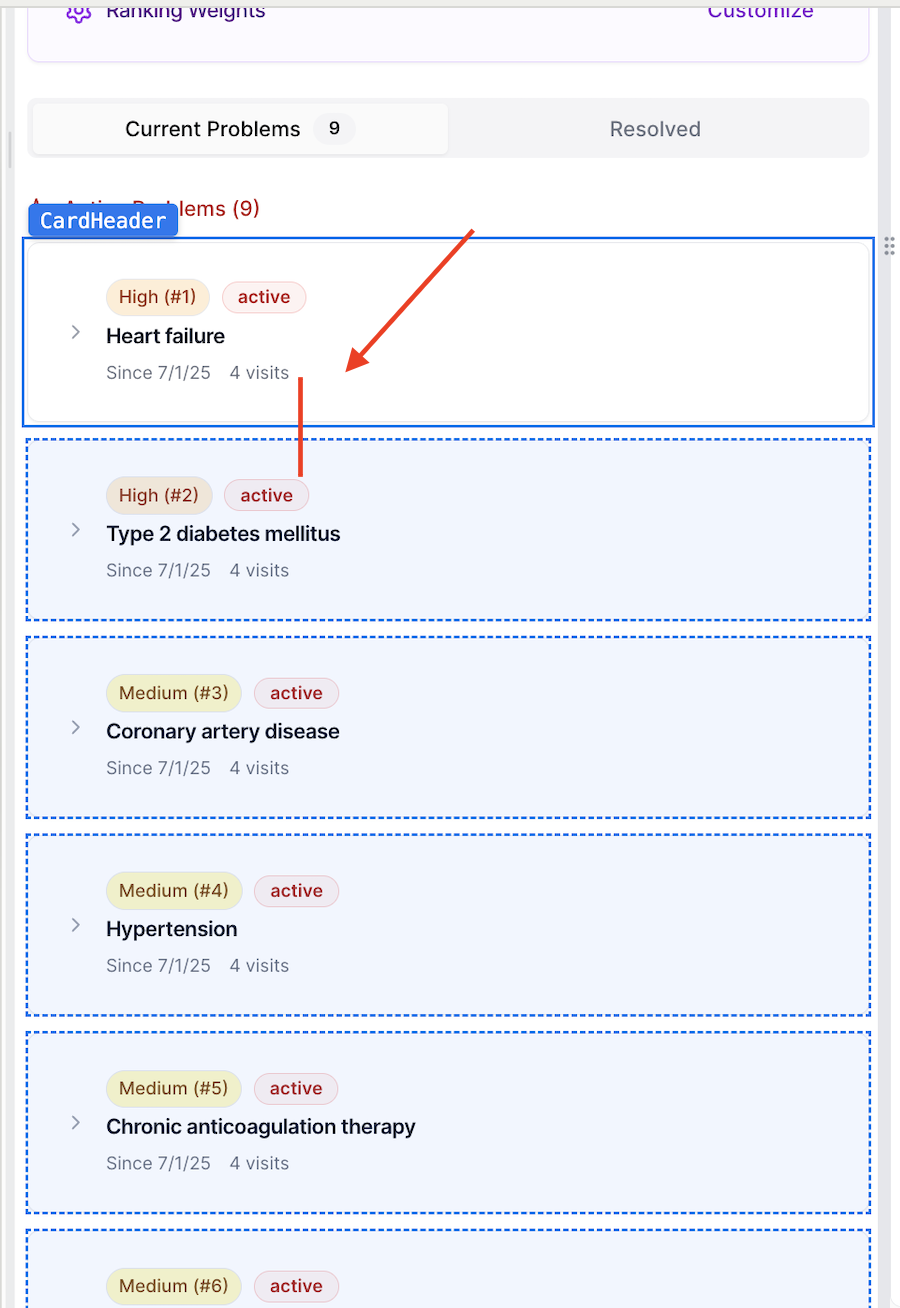 Ranking Weights Customize
Current Problems 9 Resolved
Problems (9)
CardHeader
High (#1) active
Heart failure
Since 7/1/25 4 visits
High (#2) active
Type 2 diabetes mellitus
Since 7/1/25 4 visits
Medium (#3) active
Coronary artery disease
Since 7/1/25 4 visits
Medium (#4) active
Hypertension
Since 7/1/25 4 visits
Medium (#5) active
Chronic anticoagulation therapy
Since 7/1/25 4 visits
Medium (#6) active